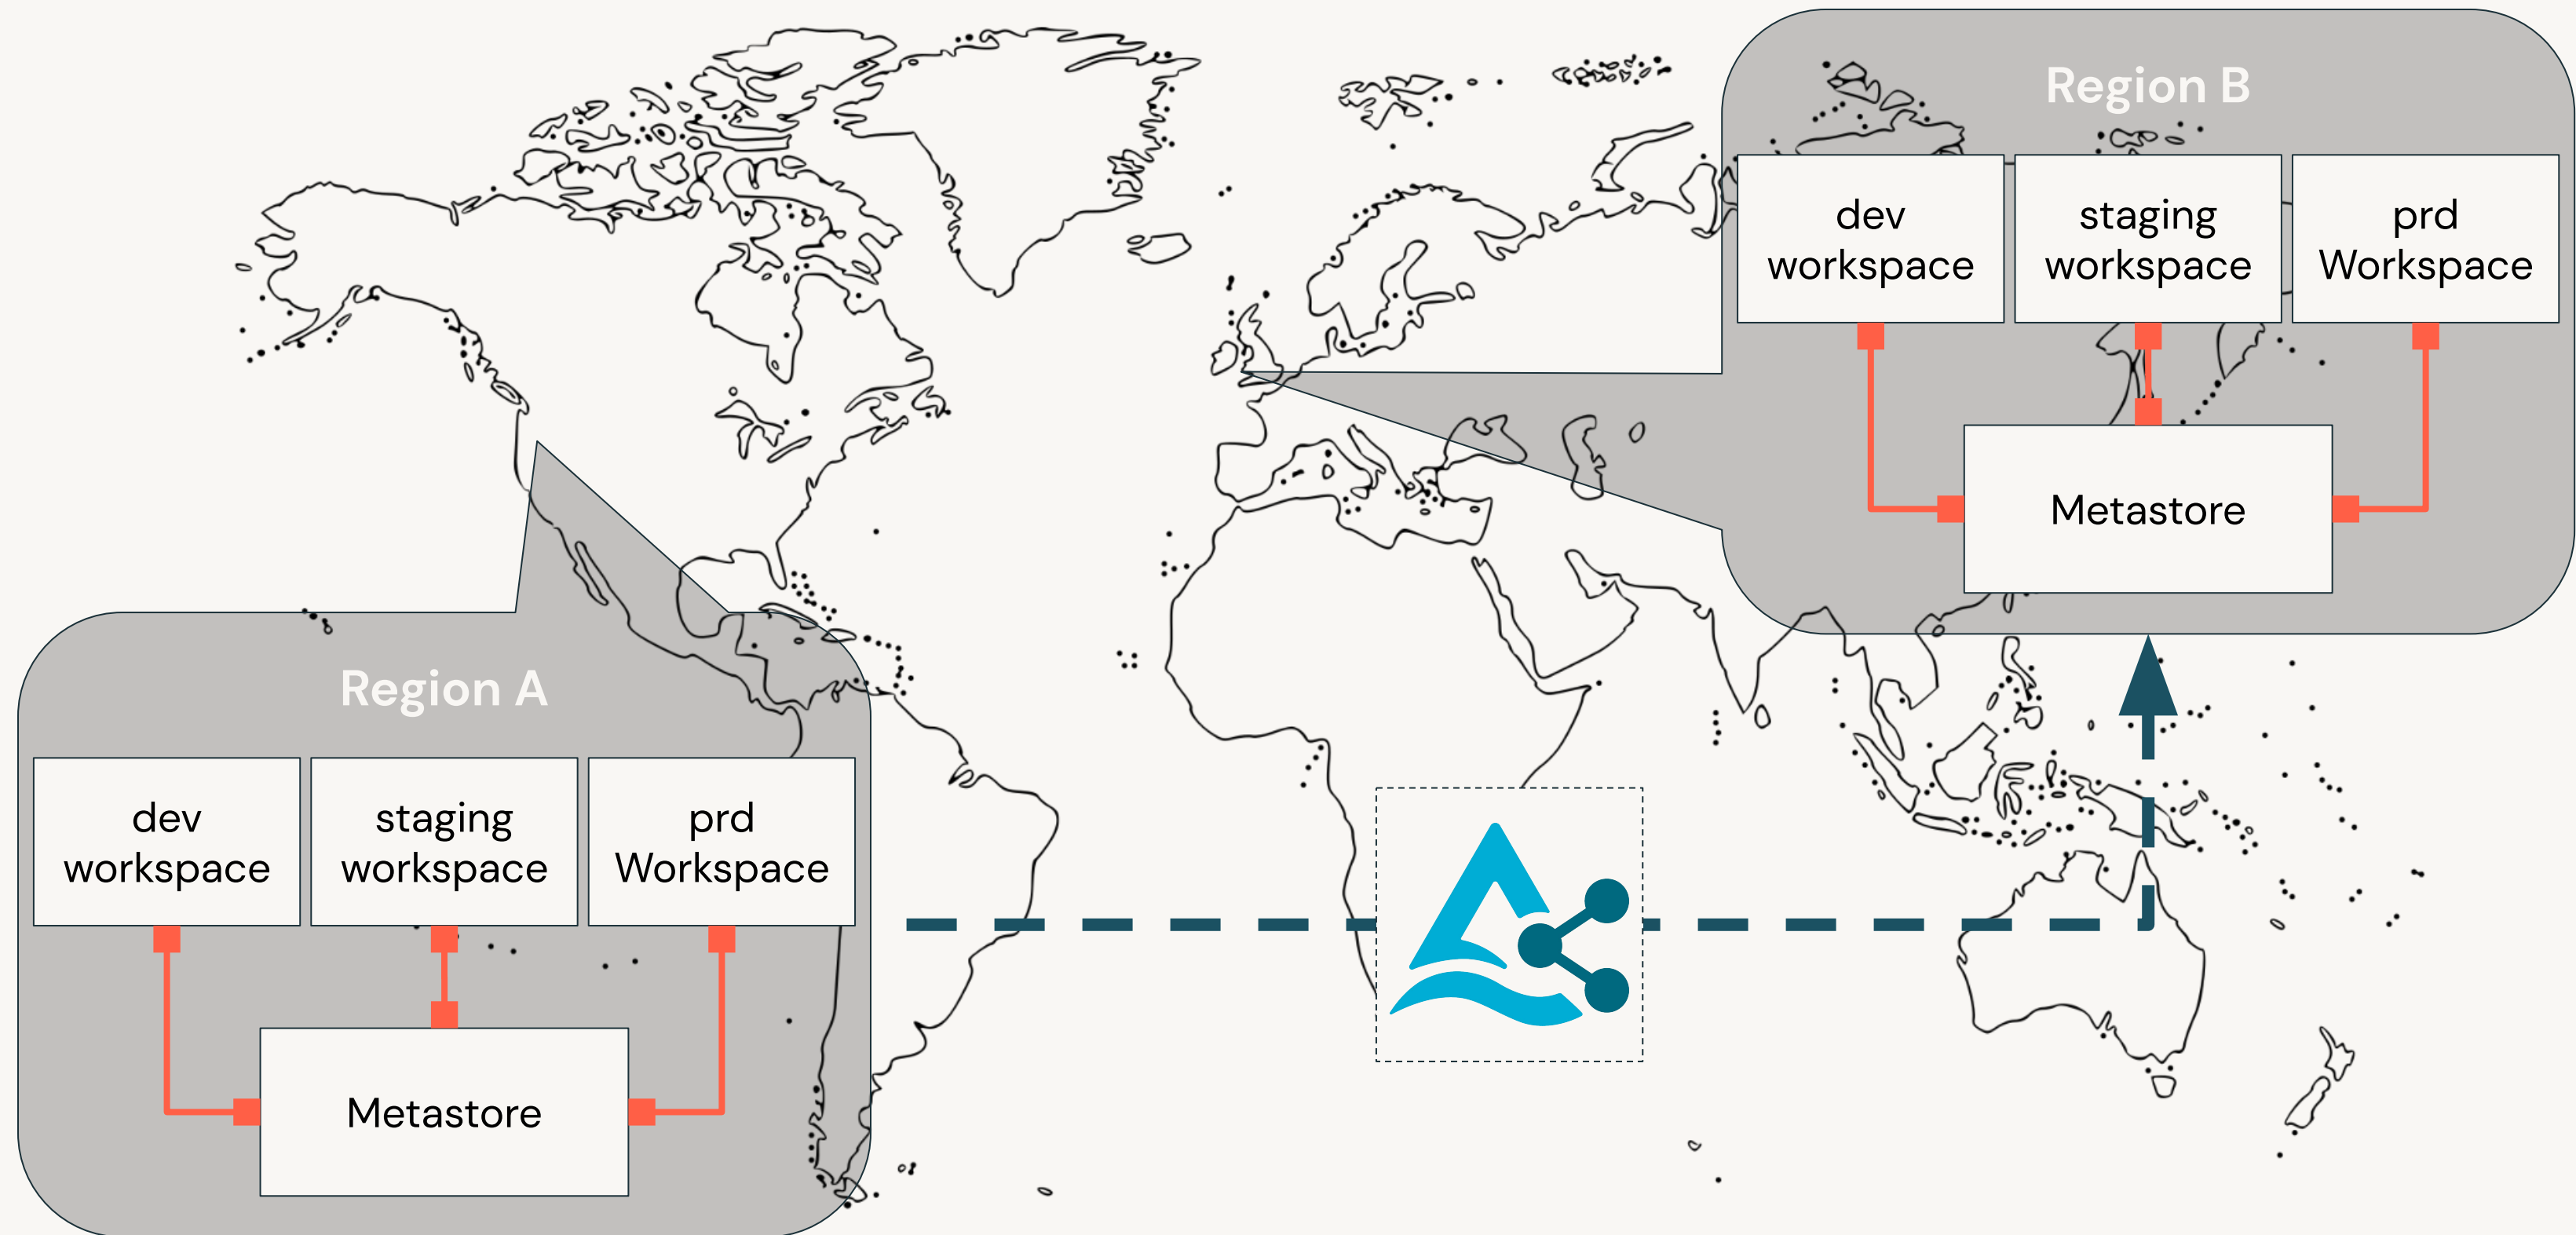 Region B
dev
workspace
staging
workspace
prd
Workspace
Metastore
Region A
dev
workspace
staging
workspace
prd
Workspace
Metastore